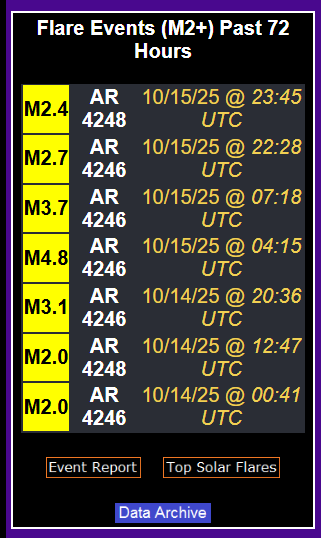 Flare Events (M2+) Past 72
Hours
M2.4 AR 4248 10/15/25 @ 23:45 UTC
M2.7 AR 4246 10/15/25 @ 22:28 UTC
M3.7 AR 4246 10/15/25 @ 07:18 UTC
M4.8 AR 4246 10/15/25 @ 04:15 UTC
M3.1 AR 4246 10/14/25 @ 20:36 UTC
M2.0 AR 4248 10/14/25 @ 12:47 UTC
M2.0 AR 4246 10/14/25 @ 00:41 UTC
Event Report Top Solar Flares
Data Archive